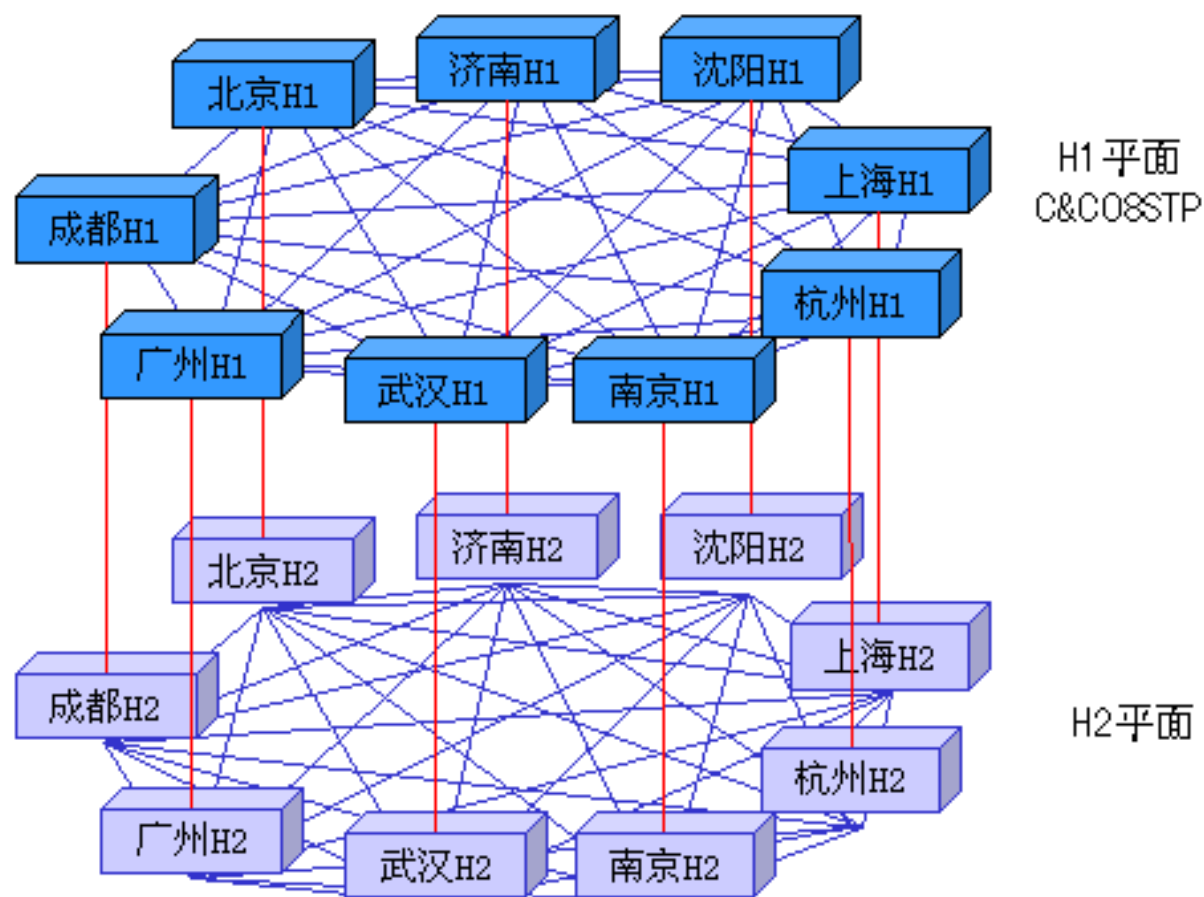 济南H1
沈阳H1
北京H1
H1平面
上海H1
C&C08STP
成都H1
杭州H1
广州H1
武汉H1
南京H1
济南H2
沈阳H2
北京H2
上海H2
成都H2
H2平面
杭州H2
广州H2
武汉H2
南京H2